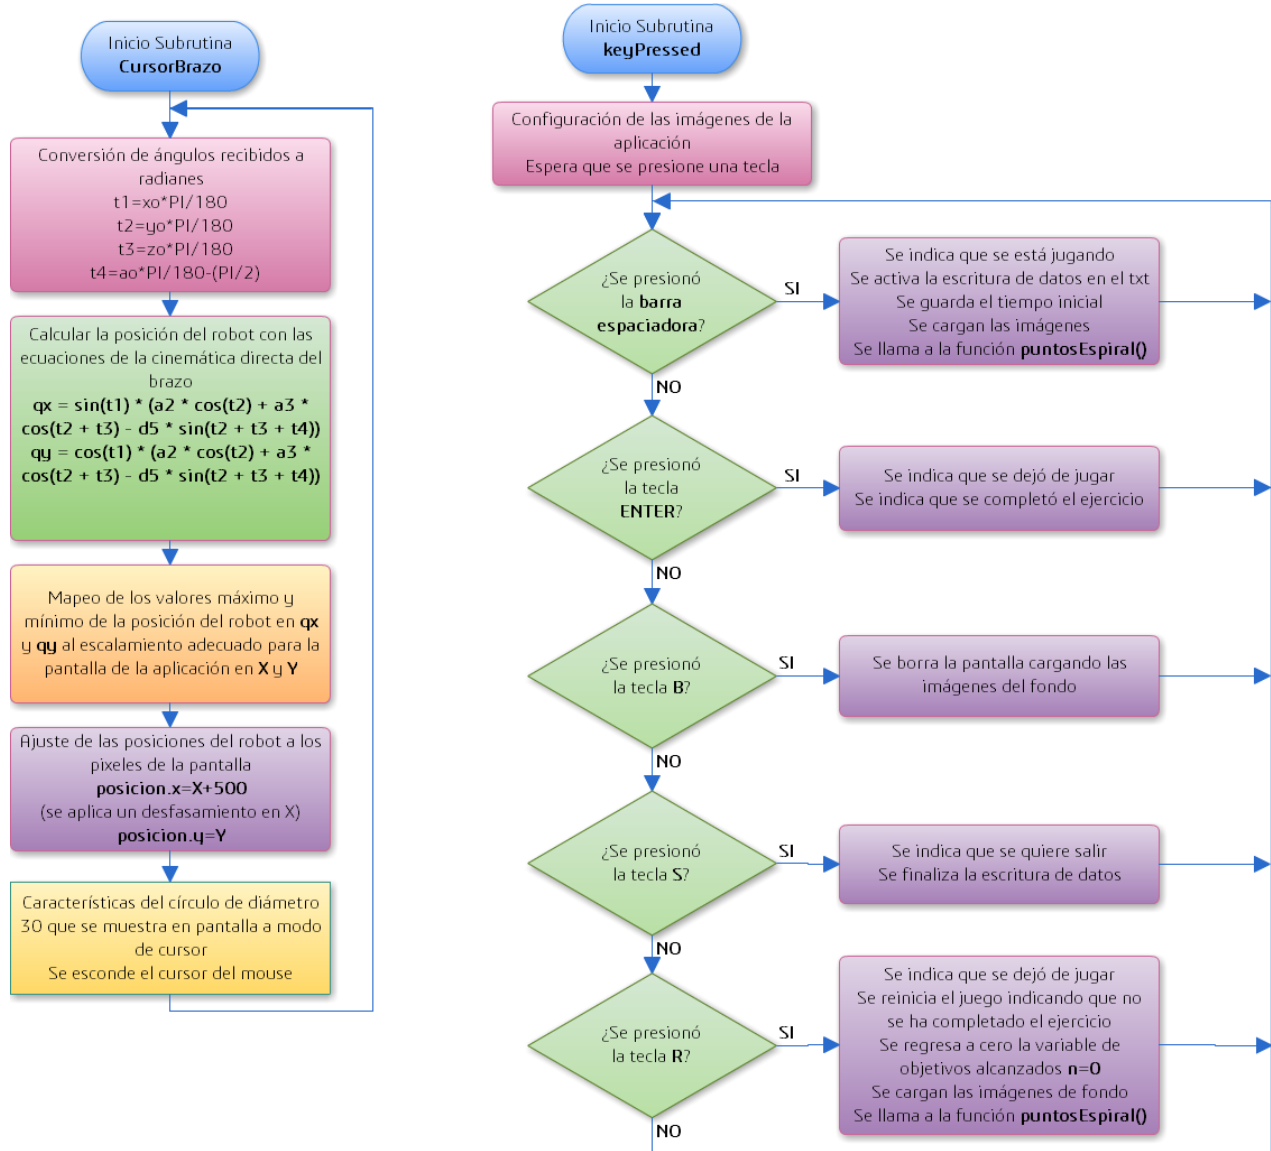 Inicio Subrutina
CursorBrazo
Conversión de ángulos recibidos a
radianes
t1=xo*PI/180
t2=yo*PI/180
t3=zo*PI/180
t4=ao*PI/180-(PI/2)
Calcular la posición del robot con las
ecuaciones de la cinemática directa del
brazo
qx = sin(t1) * (a2 * cos(t2) + a3 *
cos(t2 + t3) - d5 * sin(t2 + t3 + t4))
qy = cos(t1) * (a2 * cos(t2) + a3 *
cos(t2 + t3) - d5 * sin(t2 + t3 + t4))
Mapeo de los valores máximo y
mínimo de la posición del robot en qx
y qy al escalamiento adecuado para la
pantalla de la aplicación en X y Y
Ajuste de las posiciones del robot a los
pixeles de la pantalla
posicion.x=X+500
(se aplica un desfasamiento en X)
posicion.y=Y
Características del círculo de diámetro
30 que se muestra en pantalla a modo
de cursor
Se esconde el cursor del mouse
Inicio Subrutina
keyPressed
Configuración de las imágenes de la
aplicación
Espera que se presione una tecla
¿Se presionó
la barra
espaciadora?
SI
Se indica que se está jugando
Se activa la escritura de datos en el txt
Se guarda el tiempo inicial
Se cargan las imágenes
Se llama a la función puntosEspiral()
NO
¿Se presionó
la tecla
ENTER?
SI
Se indica que se dejó de jugar
Se indica que se completó el ejercicio
NO
¿Se presionó
la tecla B?
SI
Se borra la pantalla cargando las
imágenes del fondo
NO
¿Se presionó
la tecla S?
SI
Se indica que se quiere salir
Se finaliza la escritura de datos
NO
¿Se presionó
la tecla R?
SI
Se indica que se dejó de jugar
Se reinicia el juego indicando que no
se ha completado el ejercicio
Se regresa a cero la variable de
objetivos alcanzados n=0
Se cargan las imágenes de fondo
Se llama a la función puntosEspiral()
NO